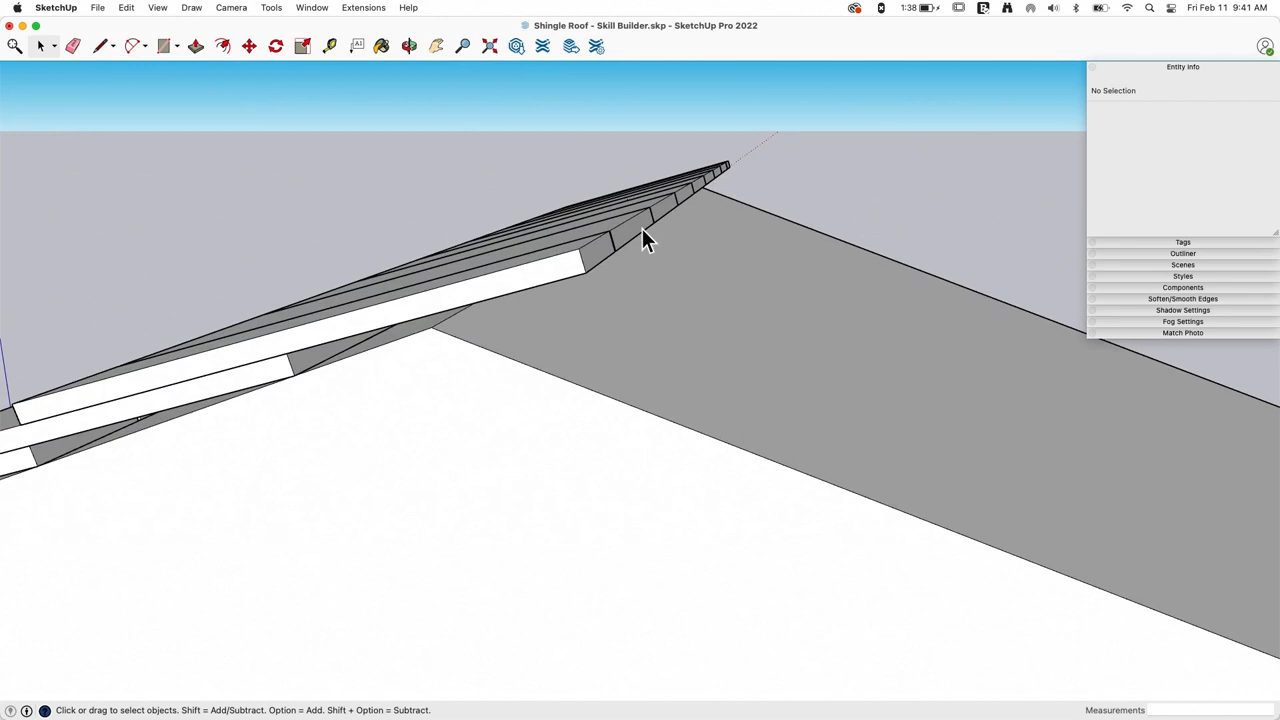 SketchUp File Edit View Draw Camera Tools Window Extensions Help 1:38 Fri Feb 11 9:41 AM
Shingle Roof - Skill Builder.skp - SketchUp Pro 2022
Entity Info
No Selection
Tags
Outliner
Scenes
Styles
Components
Soften/Smooth Edges
Shadow Settings
Fog Settings
Match Photo
Click or drag to select objects. Shift = Add/Subtract. Option = Add. Shift + Option = Subtract. Measurements